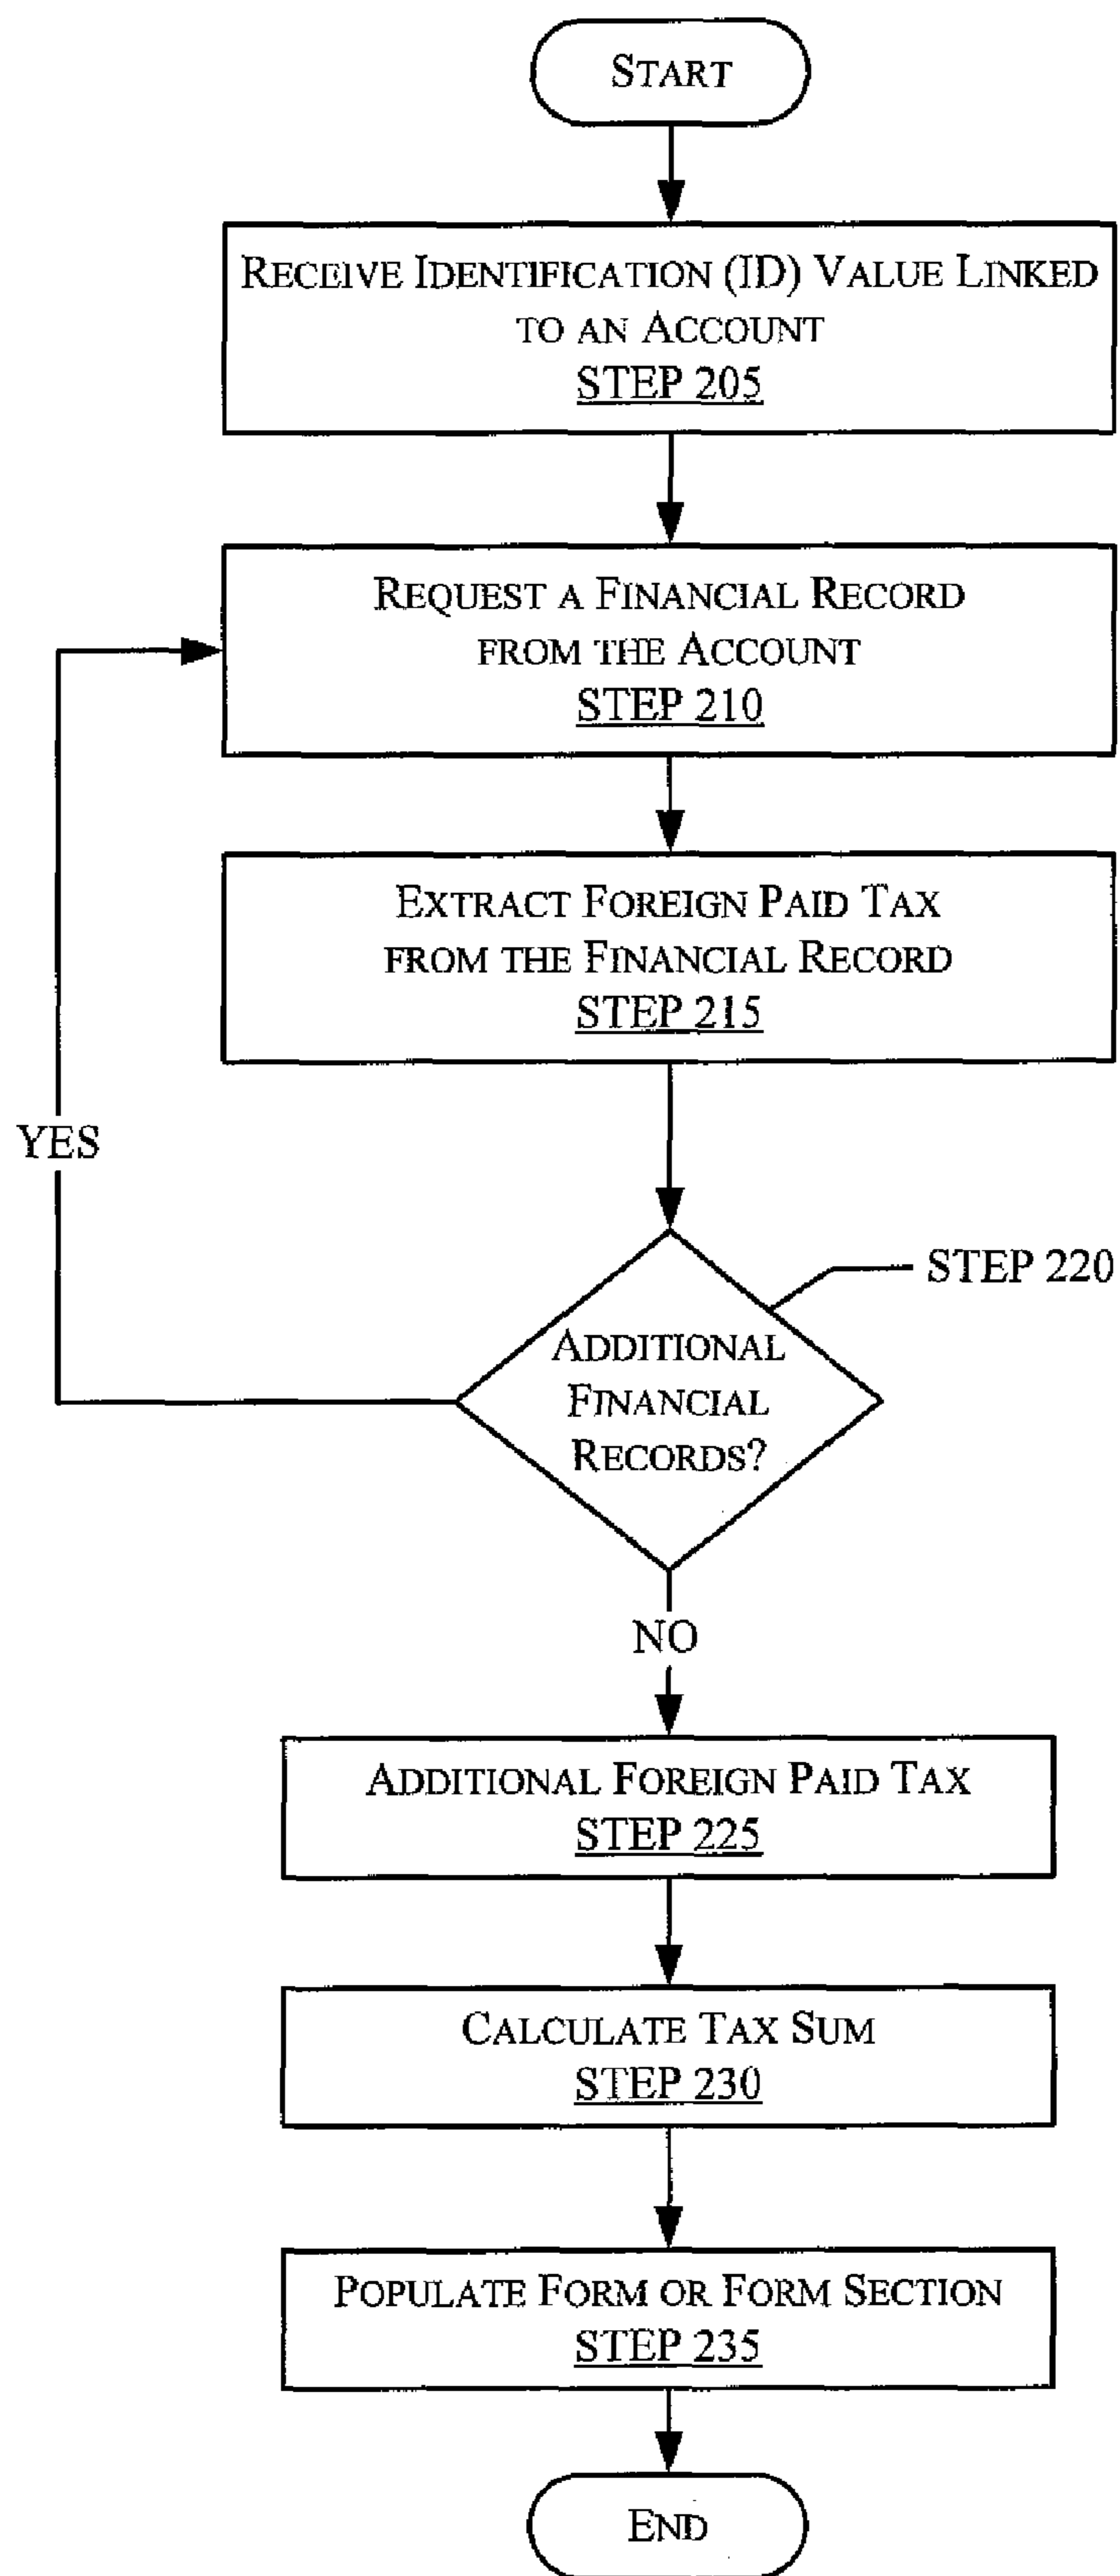 START
RECEIVE IDENTIFICATION (ID) VALUE LINKED
TO AN ACCOUNT
STEP 205
REQUEST A FINANCIAL RECORD
FROM THE ACCOUNT
STEP 210
EXTRACT FOREIGN PAID TAX
FROM THE FINANCIAL RECORD
STEP 215
YES
STEP 220
ADDITIONAL
FINANCIAL
RECORDS?
NO
ADDITIONAL FOREIGN PAID TAX
STEP 225
CALCULATE TAX SUM
STEP 230
POPULATE FORM OR FORM SECTION
STEP 235
END